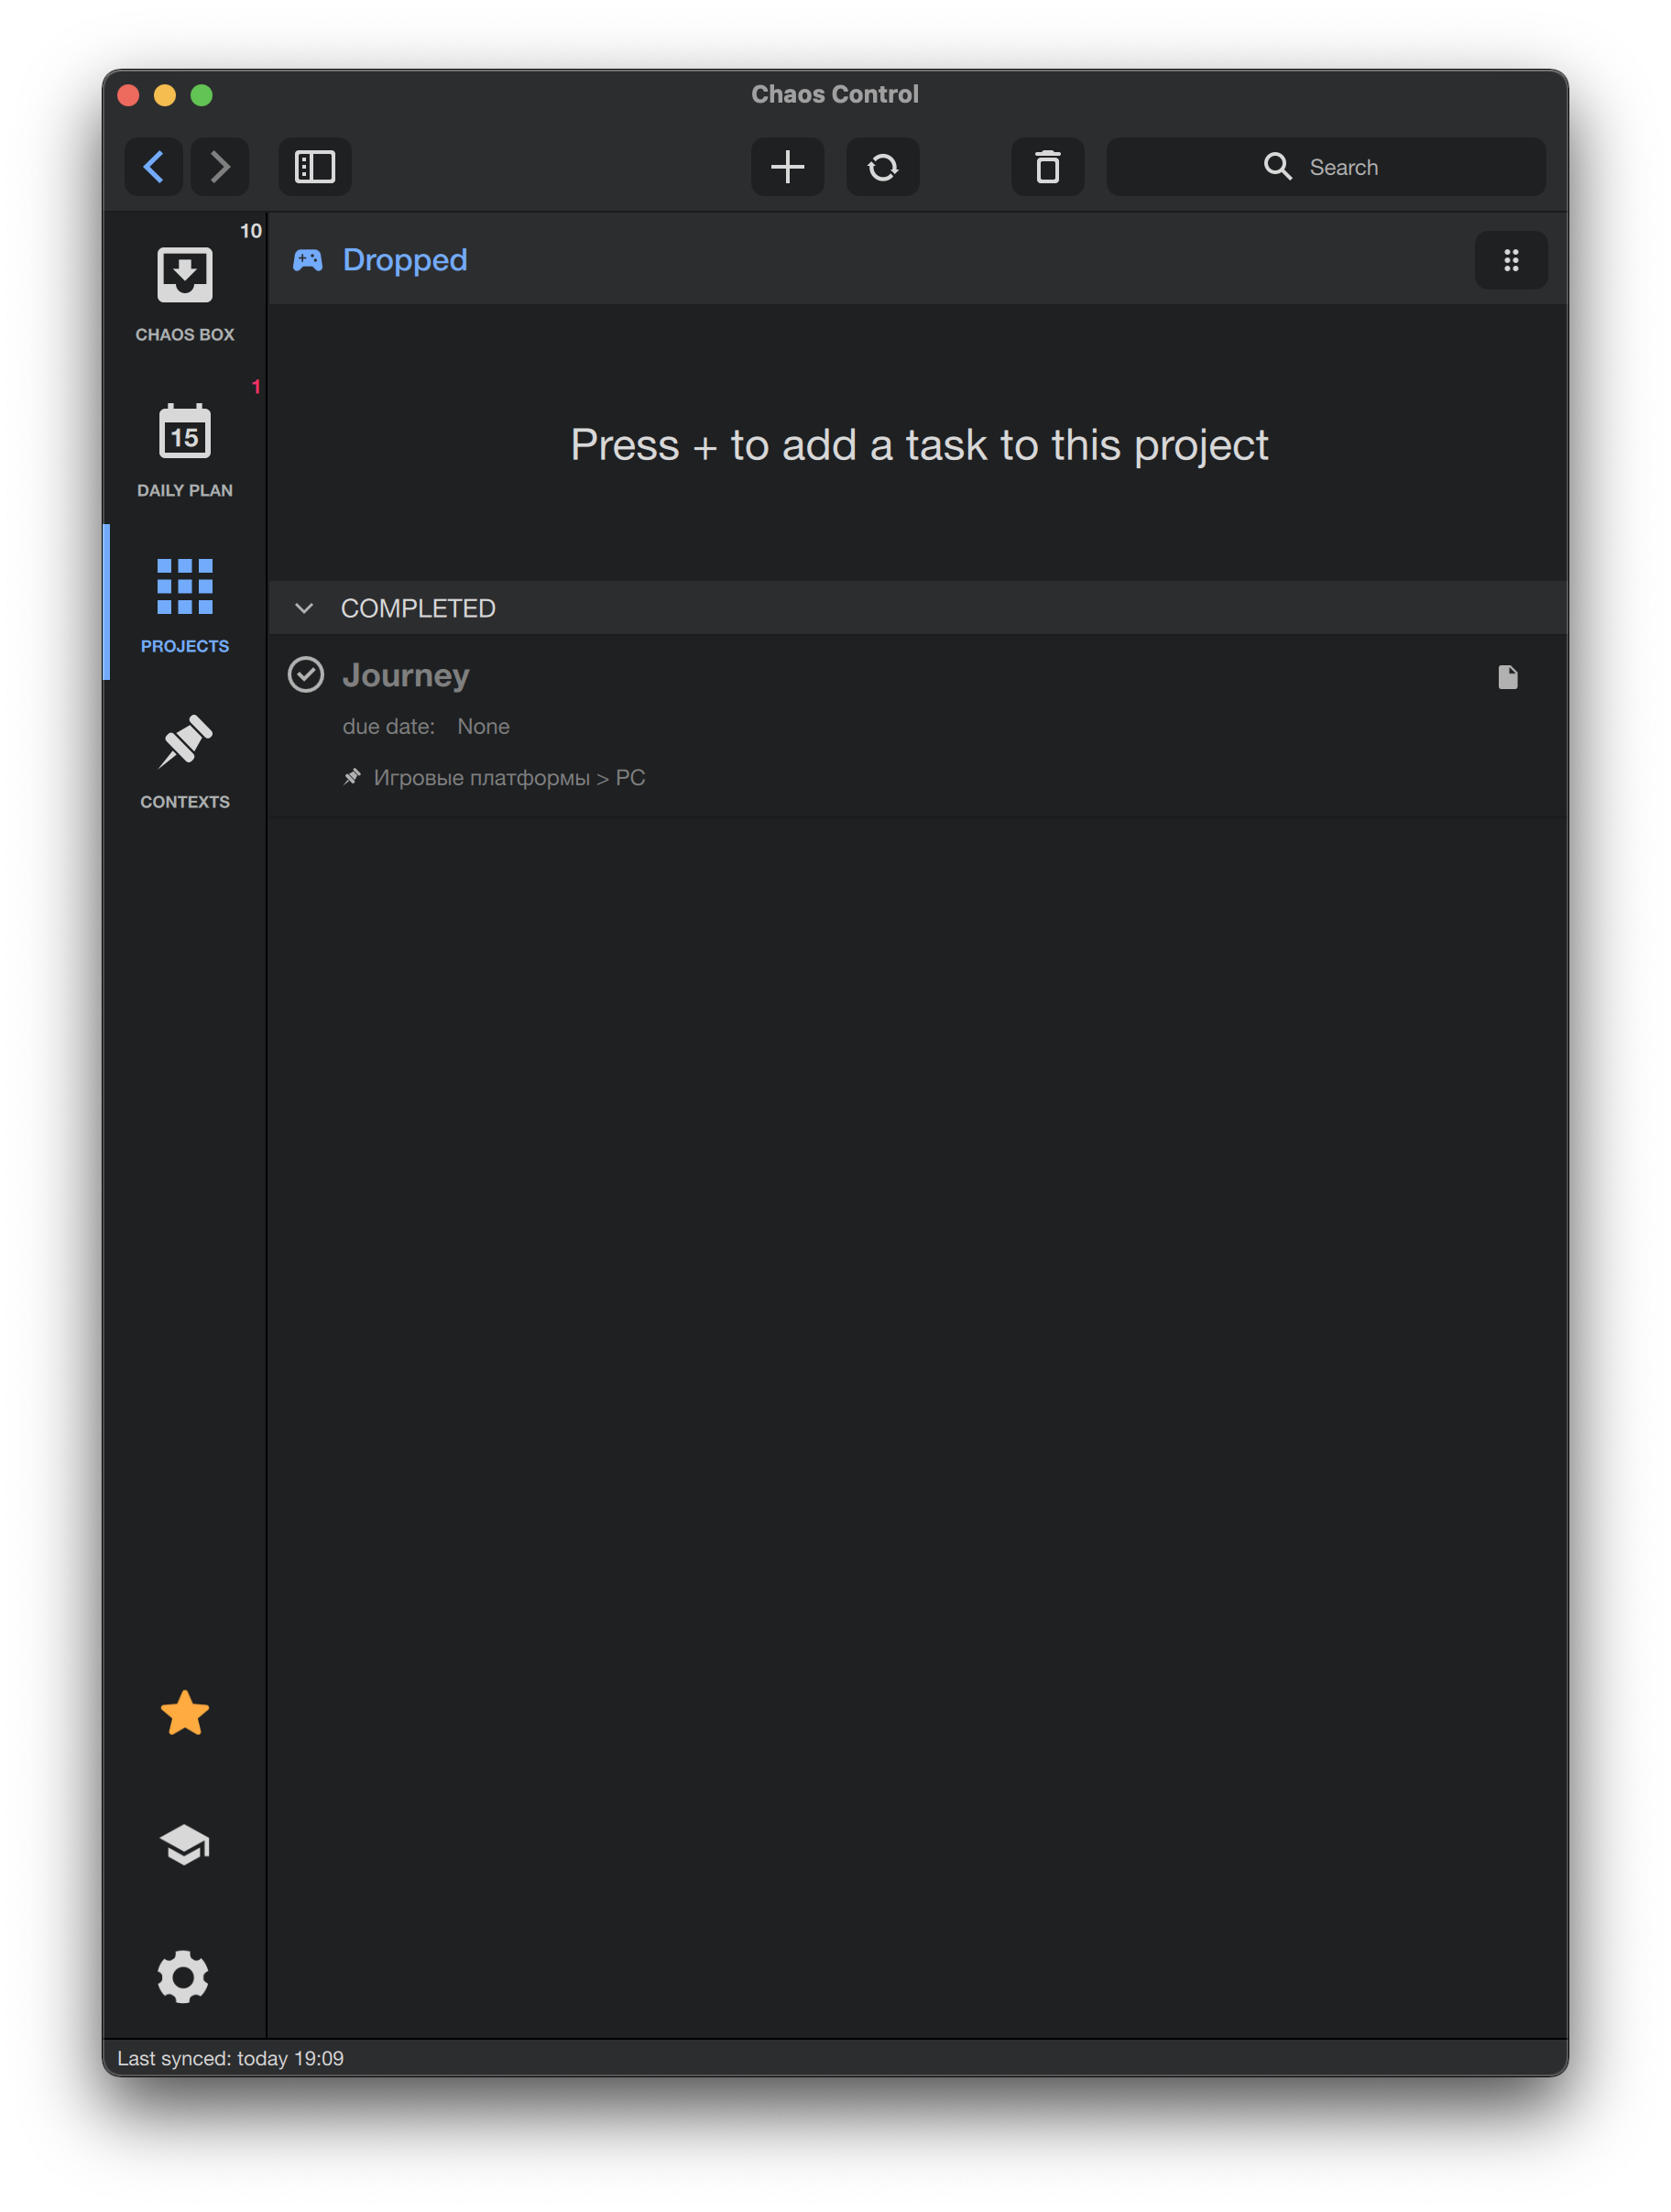 Chaos Control
Search
10
CHAOS BOX
1
15
DAILY PLAN
PROJECTS
CONTEXTS
Dropped
Press + to add a task to this project
COMPLETED
Journey
due date: None
Игровые платформы > PC
Last synced: today 19:09